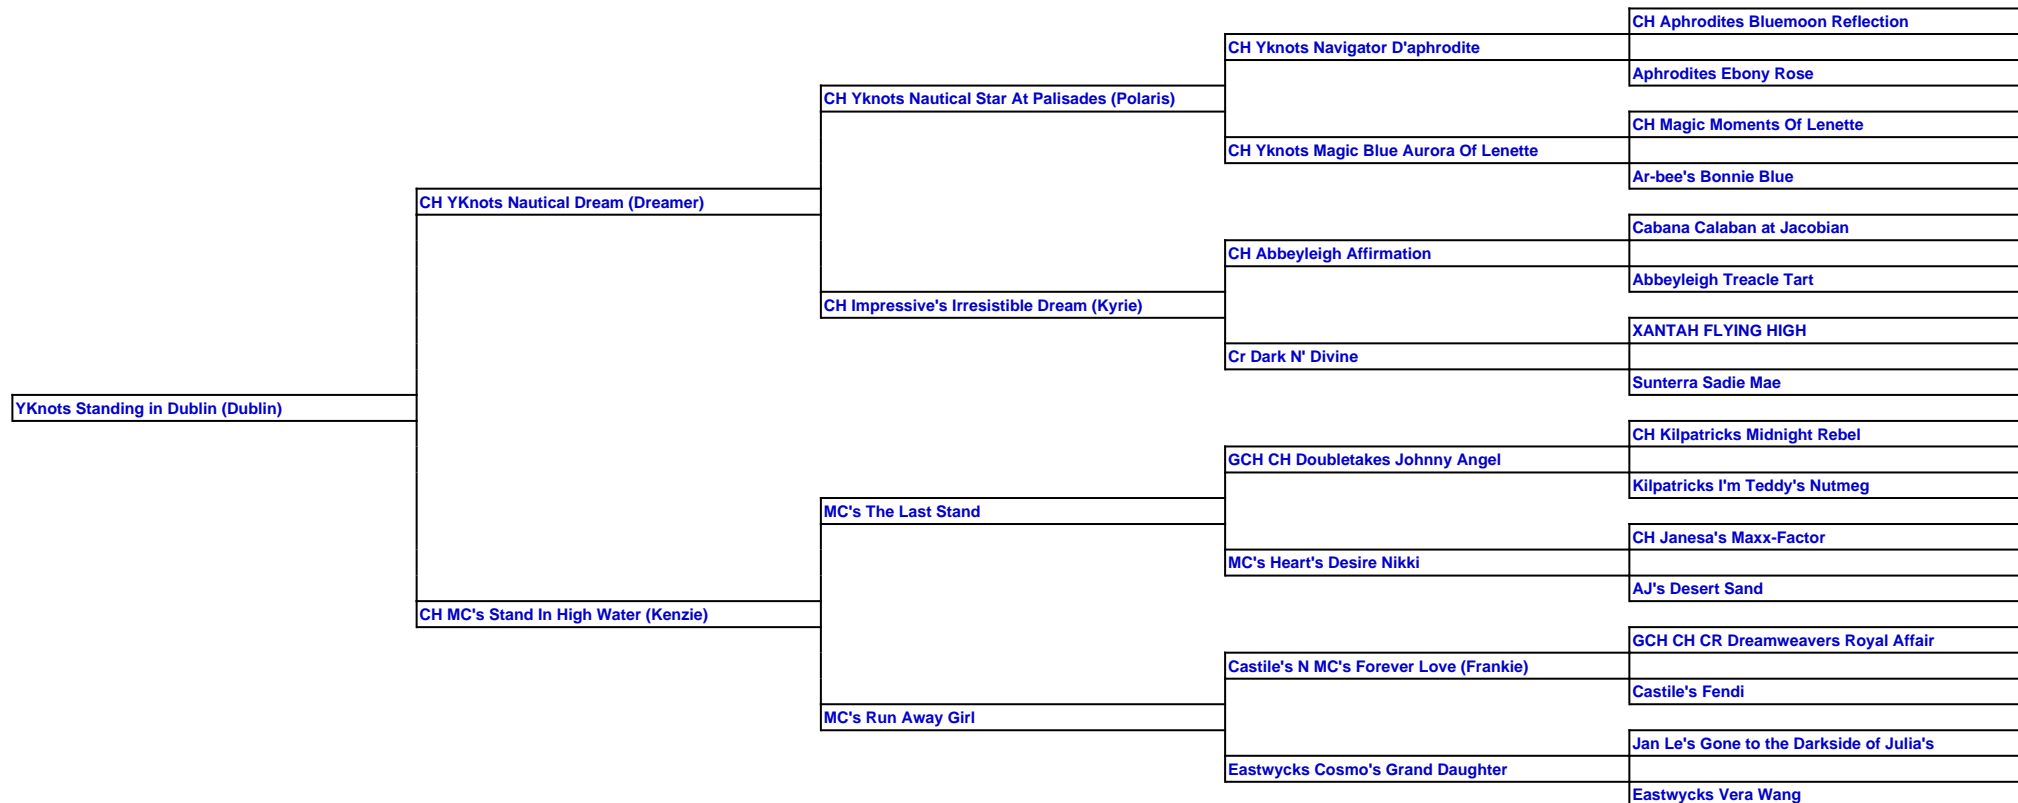 CH Aphrodites Bluemoon Reflection
CH Yknots Navigator D'aphrodite
Aphrodites Ebony Rose
CH Yknots Nautical Star At Palisades (Polaris)
CH Magic Moments Of Lenette
CH Yknots Magic Blue Aurora Of Lenette
Ar-bee's Bonnie Blue
CH YKnots Nautical Dream (Dreamer)
Cabana Calaban at Jacobian
CH Abbeyleigh Affirmation
Abbeyleigh Treacle Tart
CH Impressive's Irresistible Dream (Kyrie)
XANTAH FLYING HIGH
Cr Dark N' Divine
Sunterra Sadie Mae
YKnots Standing in Dublin (Dublin)
CH Kilpatricks Midnight Rebel
GCH CH Doubletakes Johnny Angel
Kilpatricks I'm Teddy's Nutmeg
MC's The Last Stand
CH Janesa's Maxx-Factor
MC's Heart's Desire Nikki
AJ's Desert Sand
CH MC's Stand In High Water (Kenzie)
GCH CH CR Dreamweavers Royal Affair
Castile's N MC's Forever Love (Frankie)
Castile's Fendi
MC's Run Away Girl
Jan Le's Gone to the Darkside of Julia's
Eastwycks Cosmo's Grand Daughter
Eastwycks Vera Wang